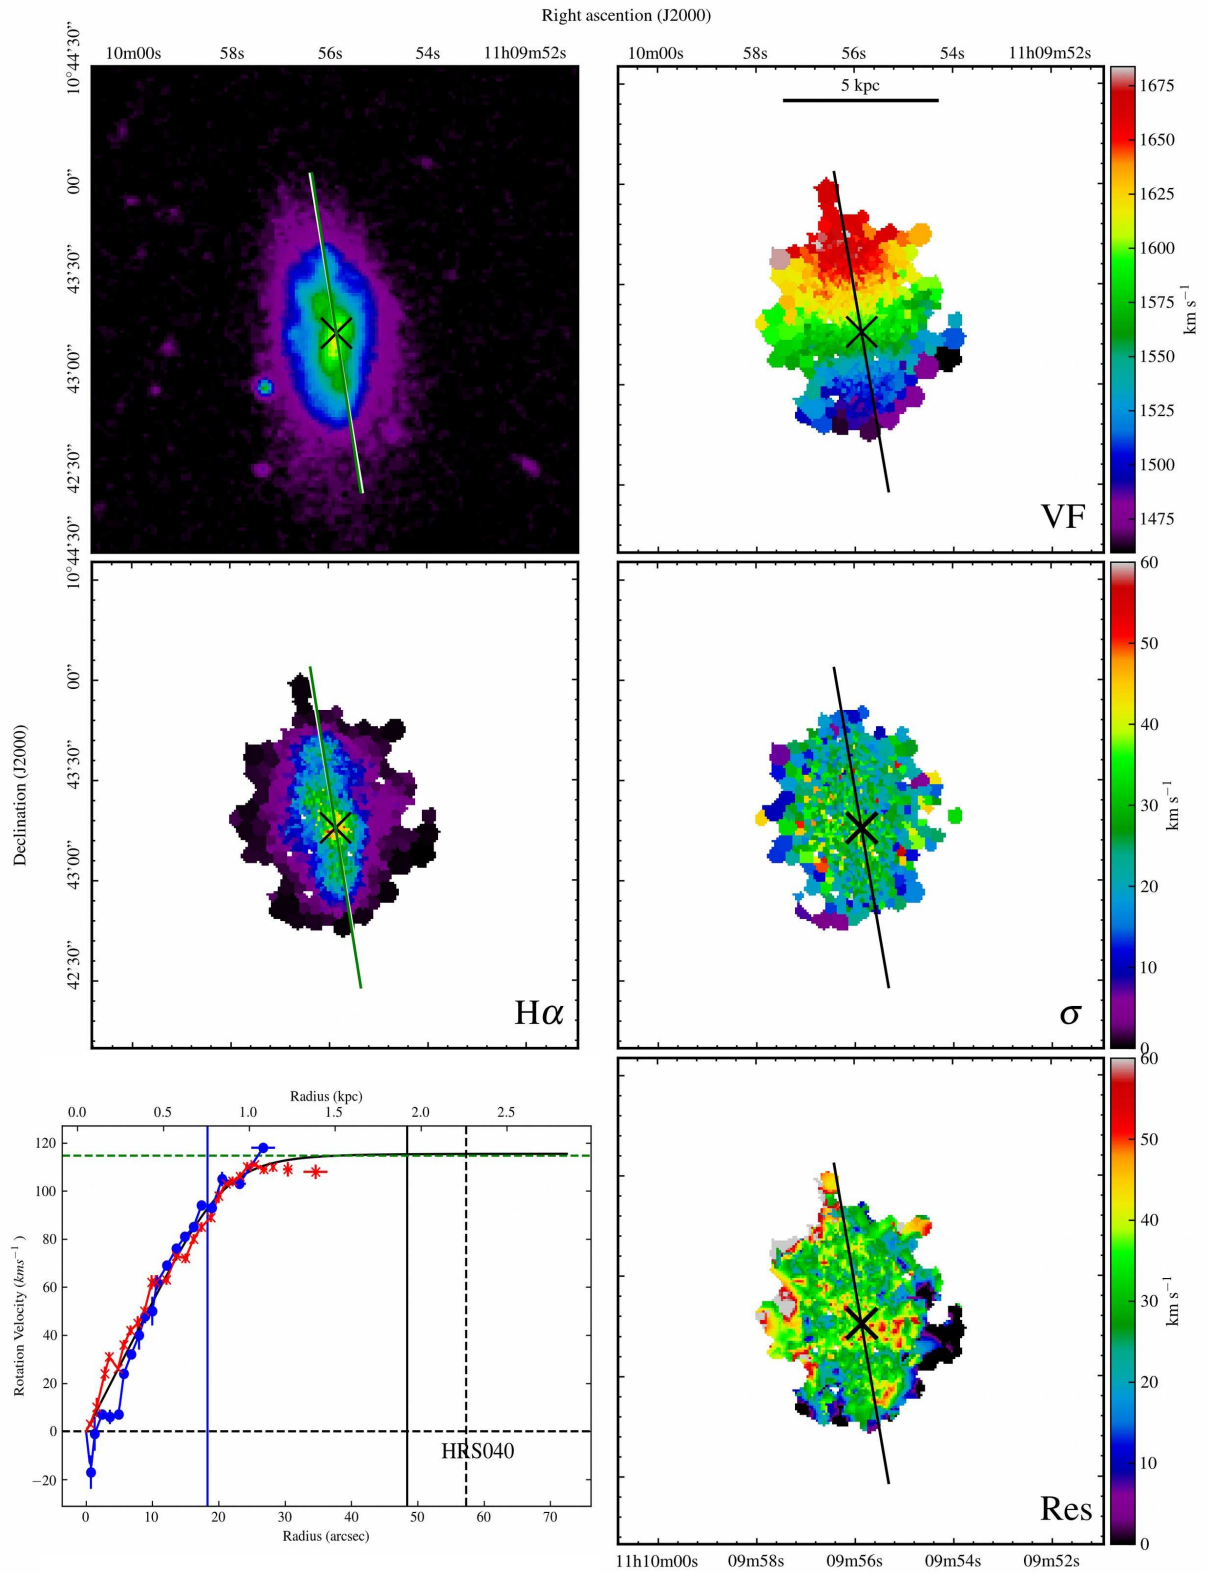 Right ascention (J2000)
10m00s 58s 56s 54s 11h09m52s
10m00s 58s 56s 54s 11h09m52s
10°44'30"
00"
43'30"
43'00"
42'30"
5 kpc
VF
1675
1650
1625
1600
1575
1550
1525
1500
1475
km s⁻¹
Declination (J2000)
10°44'30"
00"
43'30"
43'00"
42'30"
Hα
σ
60
50
40
30
20
10
0
km s⁻¹
Radius (kpc)
0.0 0.5 1.0 1.5 2.0 2.5
Rotation Velocity (kms⁻¹ )
120
100
80
60
40
20
0
−20
HRS040
0 10 20 30 40 50 60 70
Radius (arcsec)
Res
60
50
40
30
20
10
0
km s⁻¹
11h10m00s 09m58s 09m56s 09m54s 09m52s